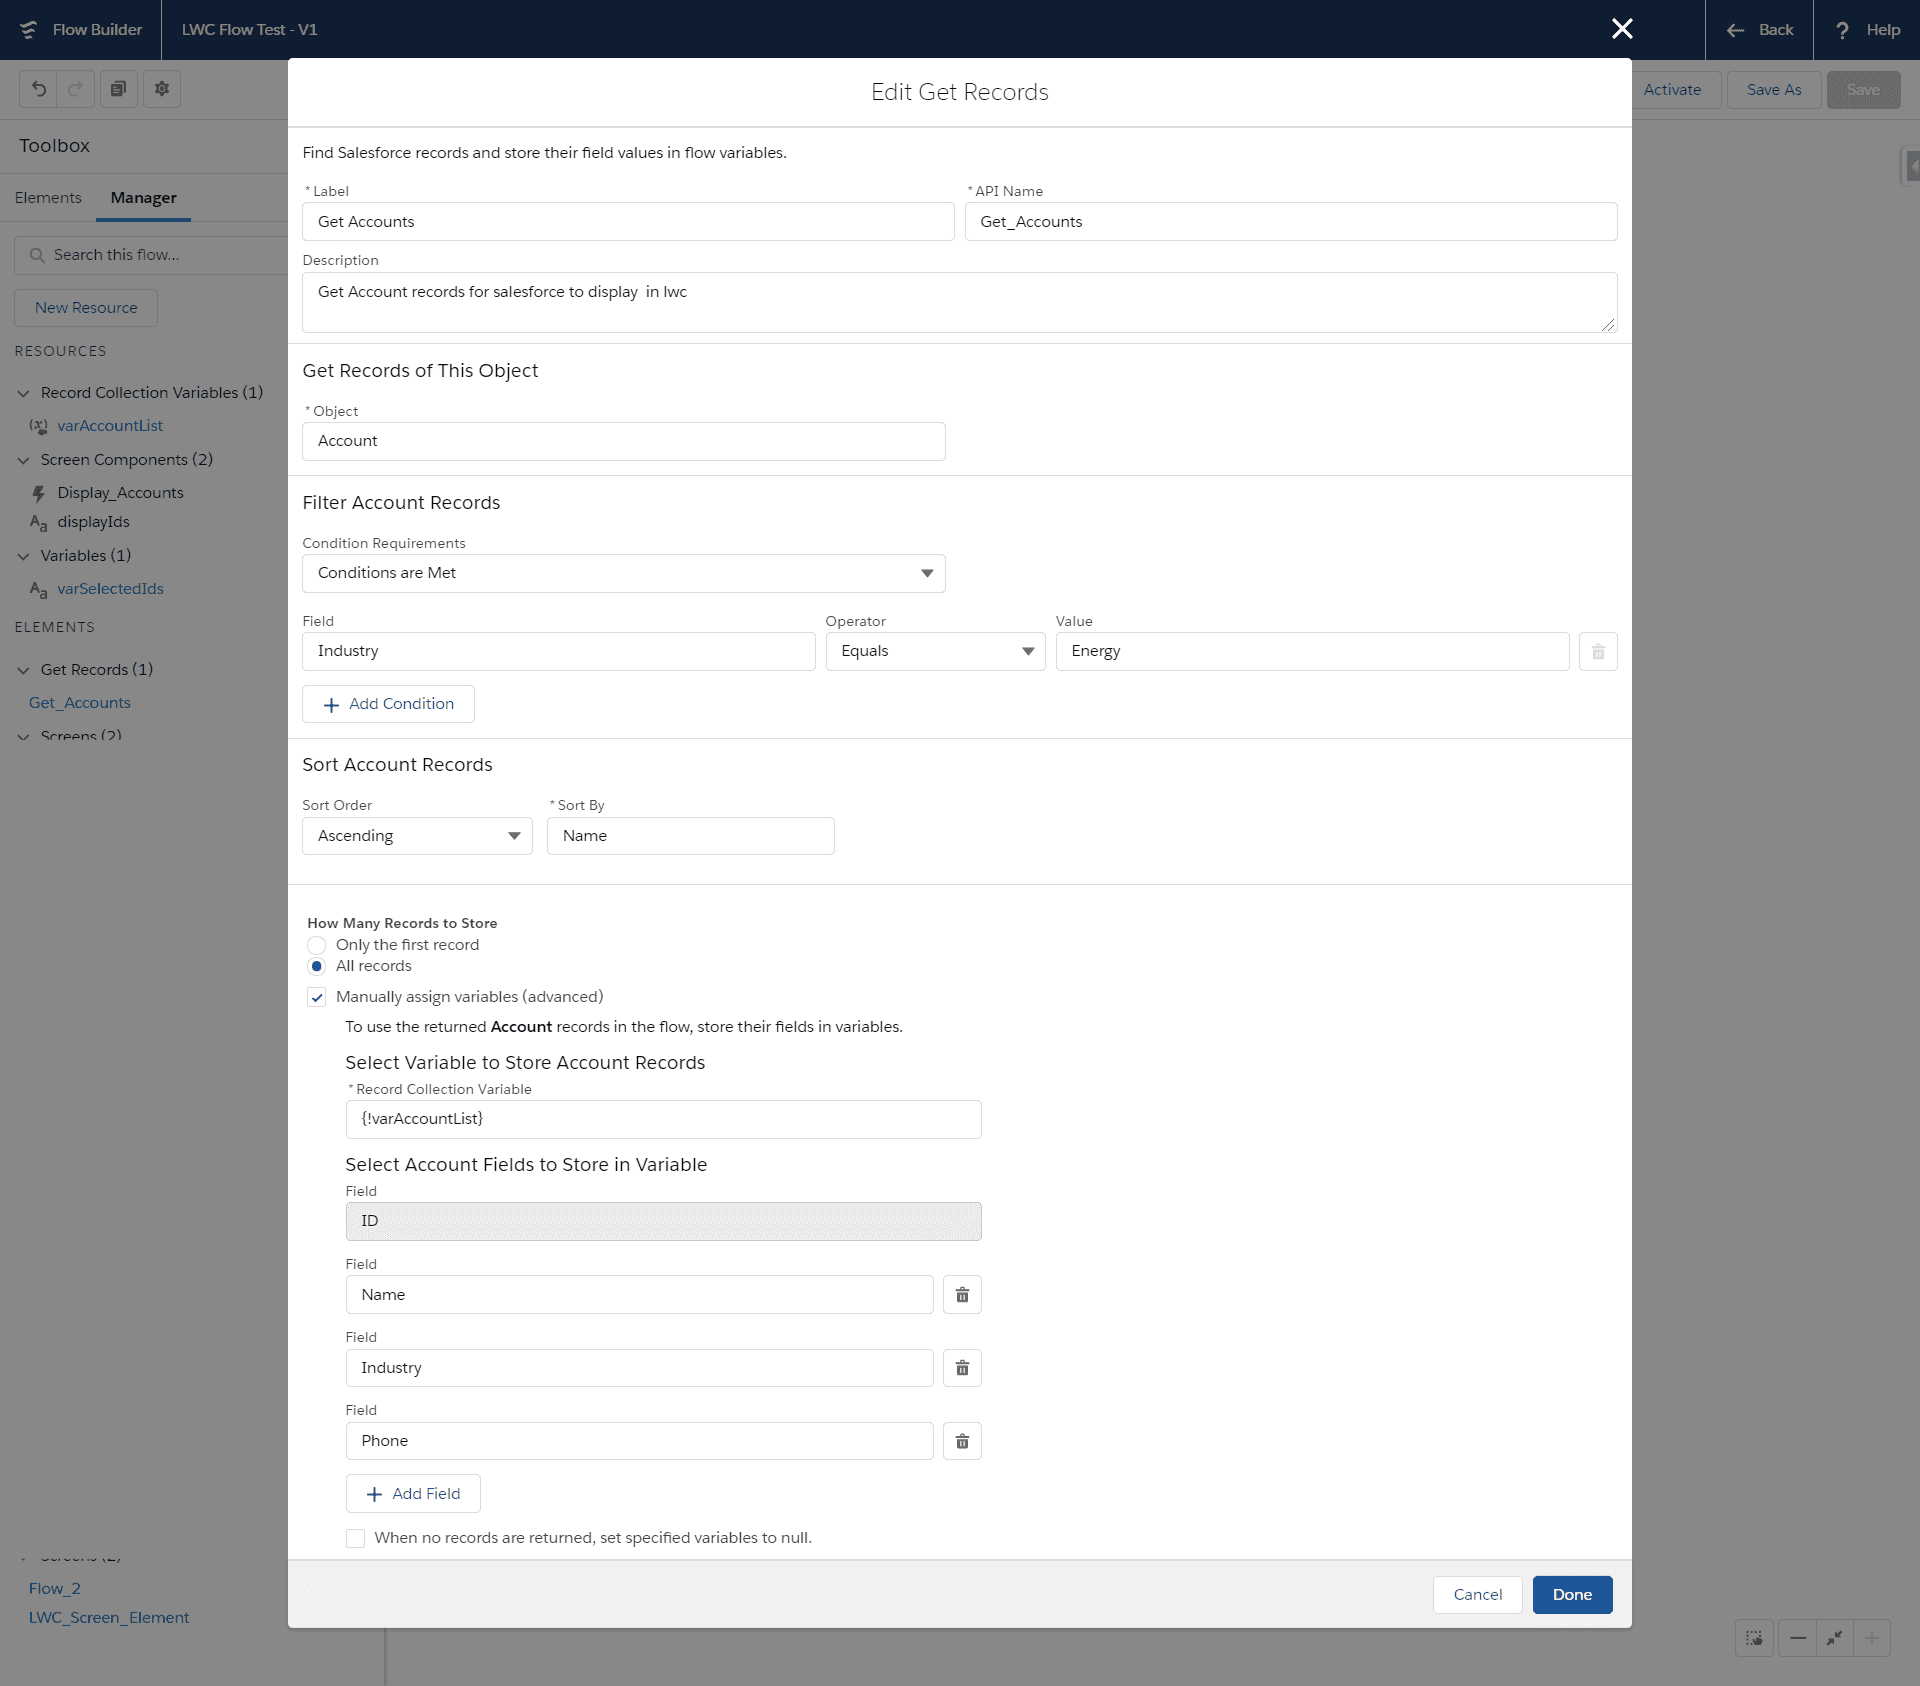 Flow Builder
LWC Flow Test - V1
Back
? Help
Activate
Save As
Save
Toolbox
Elements
Manager
Search this flow...
New Resource
RESOURCES
Record Collection Variables (1)
varAccountList
Screen Components (2)
Display_Accounts
Aa displayIds
Variables (1)
Aa varSelectedIds
ELEMENTS
Get Records (1)
Get_Accounts
Screens (2)
Screens (2)
Flow_2
LWC_Screen_Element
Edit Get Records
Find Salesforce records and store their field values in flow variables.
* Label
Get Accounts
* API Name
Get_Accounts
Description
Get Account records for salesforce to display  in lwc
Get Records of This Object
* Object
Account
Filter Account Records
Condition Requirements
Conditions are Met
Field
Operator
Value
Industry
Equals
Energy
+ Add Condition
Sort Account Records
Sort Order
* Sort By
Ascending
Name
How Many Records to Store
Only the first record
All records
Manually assign variables (advanced)
To use the returned Account records in the flow, store their fields in variables.
Select Variable to Store Account Records
* Record Collection Variable
{!varAccountList}
Select Account Fields to Store in Variable
Field
ID
Field
Name
Field
Industry
Field
Phone
+ Add Field
When no records are returned, set specified variables to null.
Cancel
Done